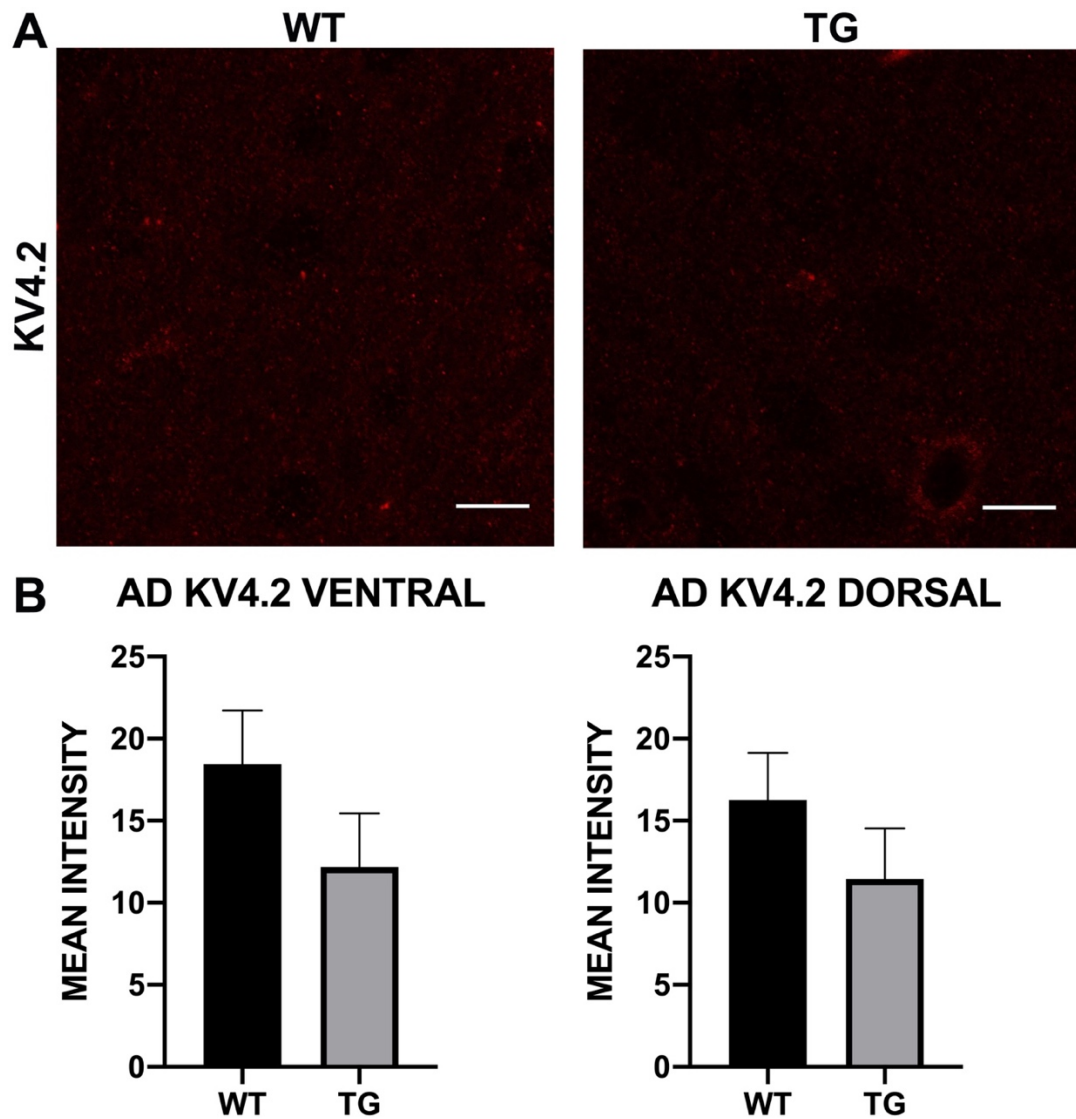 A
WT
TG
KV4.2
B
AD KV4.2 VENTRAL
25
20
15
10
5
0
MEAN INTENSITY
WT
TG
AD KV4.2 DORSAL
25
20
15
10
5
0
MEAN INTENSITY
WT
TG